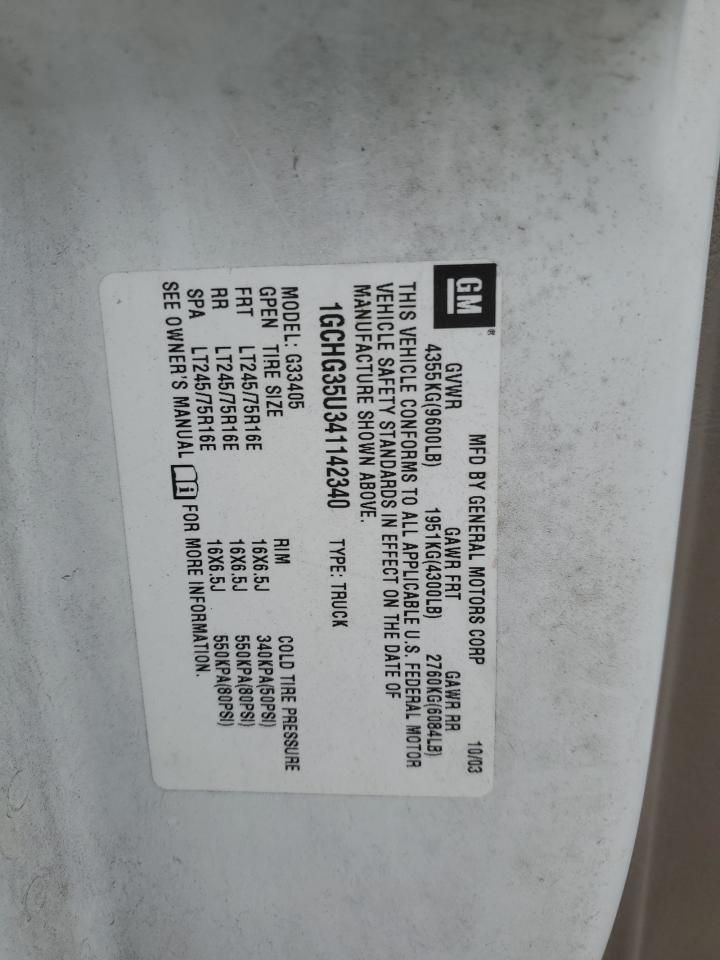 GM®
MFD BY GENERAL MOTORS CORP 10/03
GVWR GAWR FRT GAWR RR
4355KG(9600LB) 1951KG(4300LB) 2760KG(6084LB)
THIS VEHICLE CONFORMS TO ALL APPLICABLE U.S. FEDERAL MOTOR
VEHICLE SAFETY STANDARDS IN EFFECT ON THE DATE OF
MANUFACTURE SHOWN ABOVE.
1GCHG35U341142340 TYPE: TRUCK
MODEL: G33405
GPEN TIRE SIZE RIM COLD TIRE PRESSURE
FRT LT245/75R16E 16X6.5J 340KPA(50PSI)
RR LT245/75R16E 16X6.5J 550KPA(80PSI)
SPA LT245/75R16E 16X6.5J 550KPA(80PSI)
SEE OWNER'S MANUAL i FOR MORE INFORMATION.